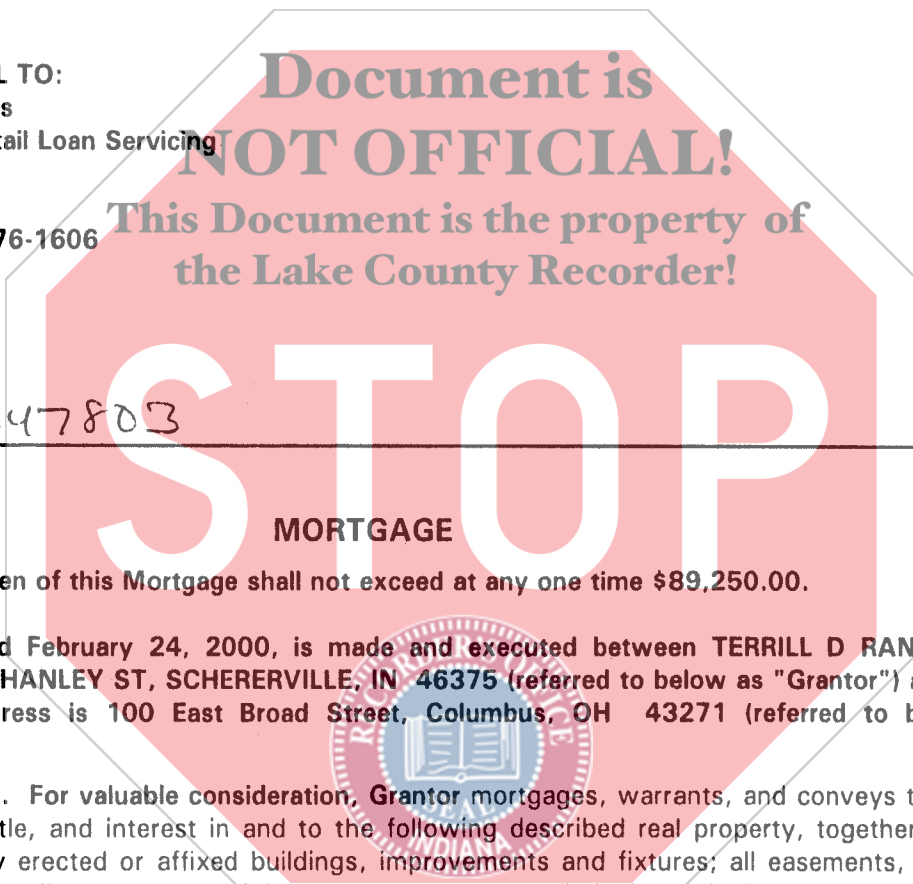 Document is
L TO:
s
NOT OFFICIAL!
tail Loan Servicing
This Document is the property of
76-1606
the Lake County Recorder!
STOP
47803
MORTGAGE
en of this Mortgage shall not exceed at any one time $89,250.00.
d February 24, 2000, is made and executed between TERRILL D RAN
HANLEY ST, SCHERERVILLE, IN 46375 (referred to below as "Grantor") a
ress is 100 East Broad Street, Columbus, OH 43271 (referred to b
. For valuable consideration, Grantor mortgages, warrants, and conveys t
tle, and interest in and to the following described real property, together
y erected or affixed buildings, improvements and fixtures; all easements,
RECORDER'S OFFICE
INDIANA